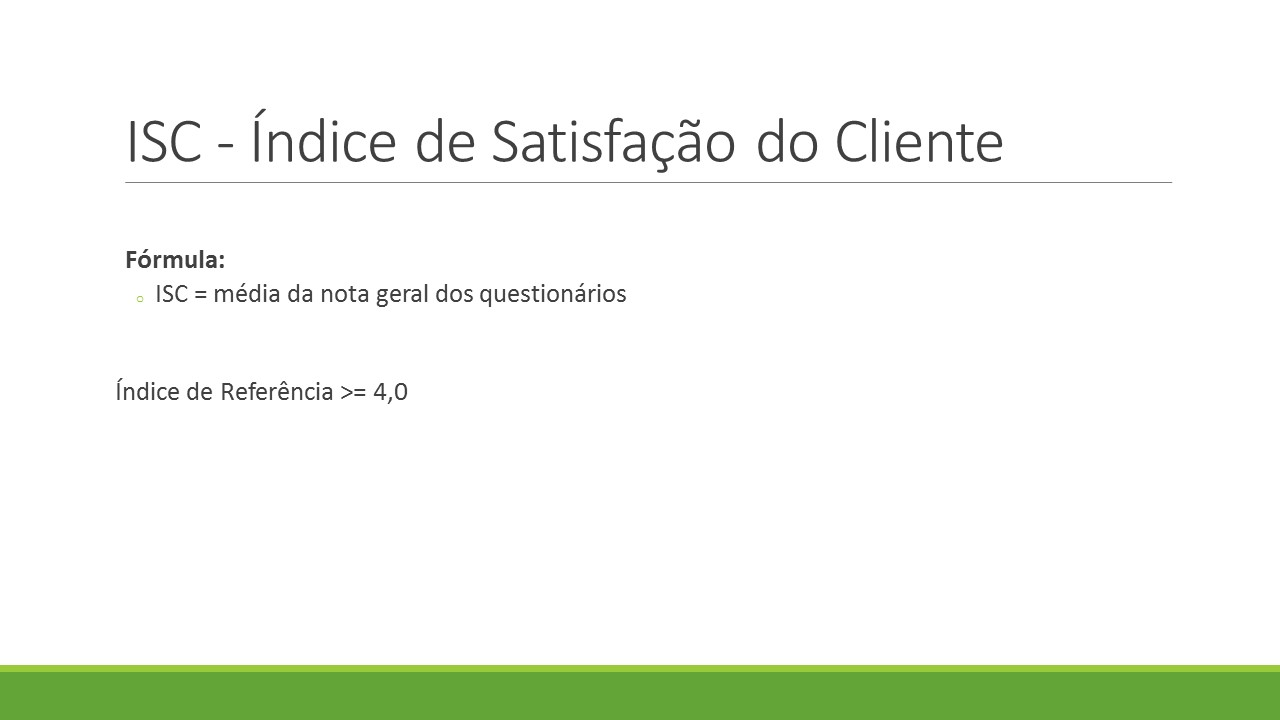 ISC - Índice de Satisfação do Cliente
Fórmula:
o ISC = média da nota geral dos questionários
Índice de Referência >= 4,0